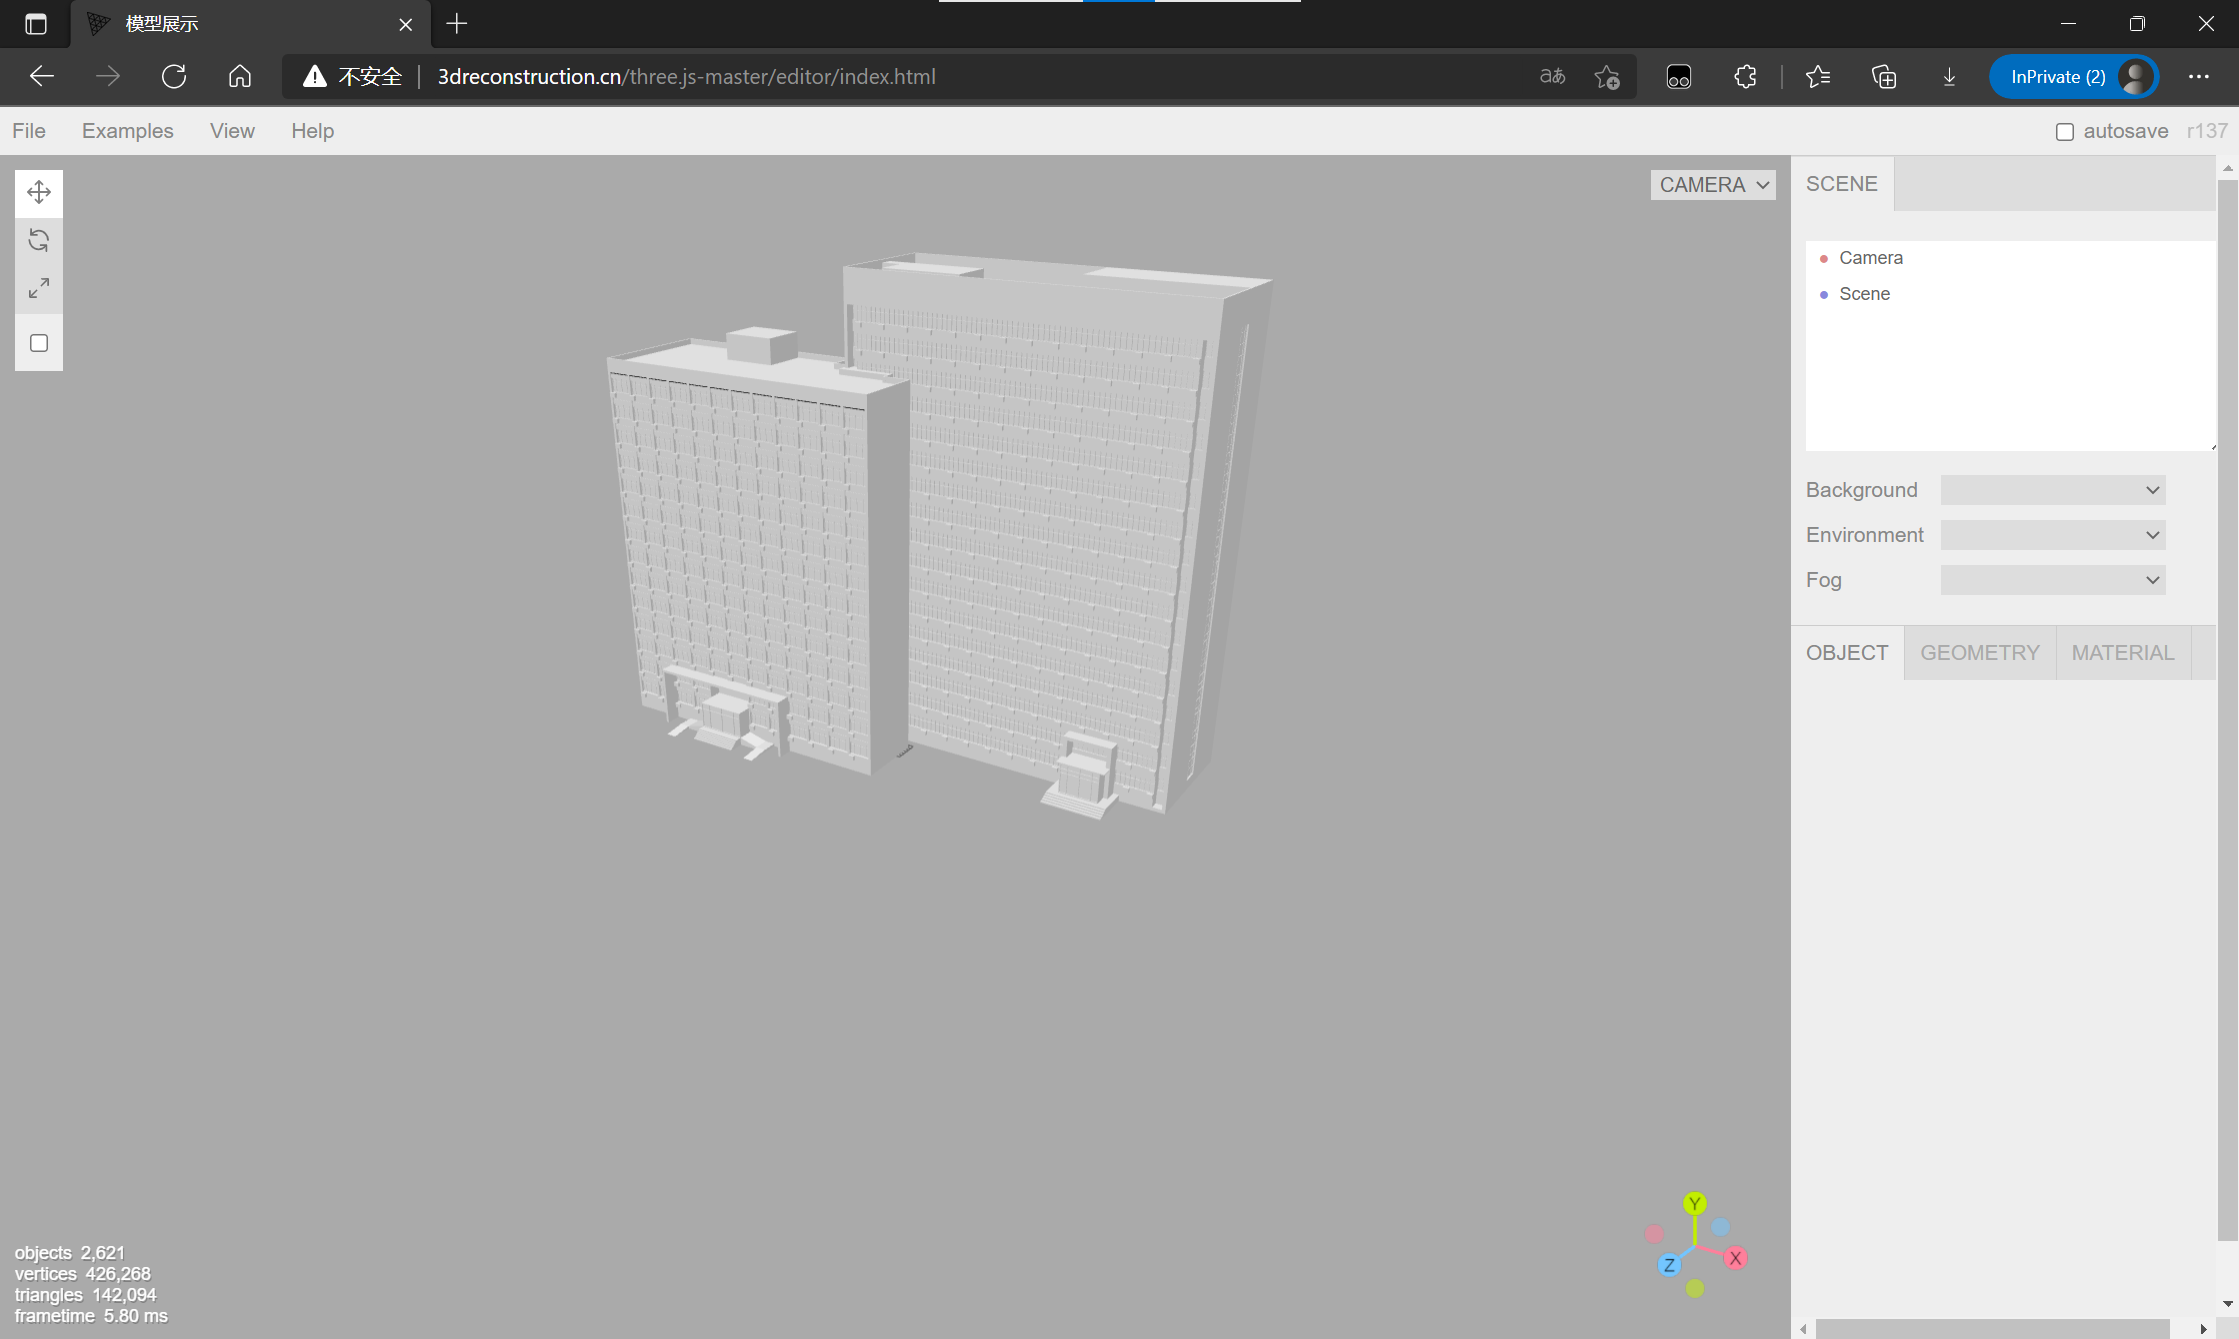 模型展示
不安全 3dreconstruction.cn/three.js-master/editor/index.html aあ InPrivate (2)
File Examples View Help autosave r137
CAMERA
SCENE
Camera
Scene
Background
Environment
Fog
OBJECT GEOMETRY MATERIAL
Y
X
Z
objects 2,621
vertices 426,268
triangles 142,094
frametime 5.80 ms